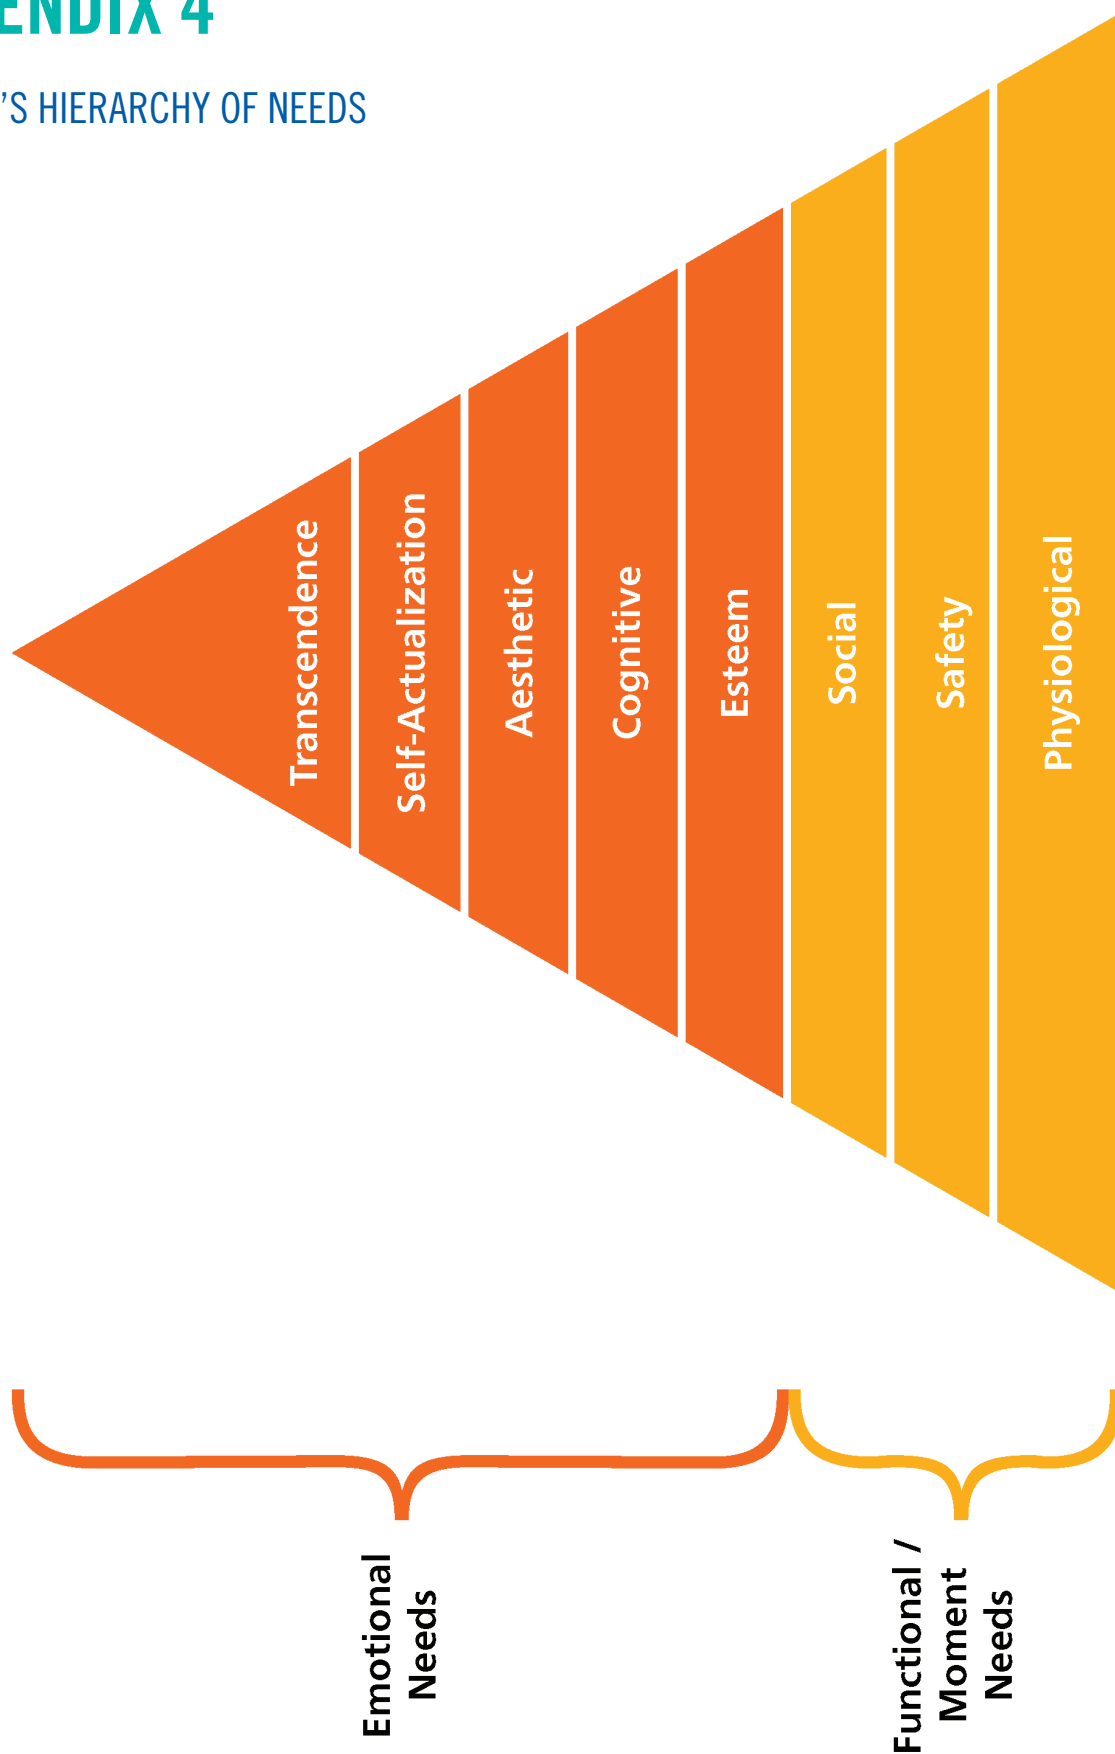 ENDIX 4
'S HIERARCHY OF NEEDS
Transcendence
Self-Actualization
Aesthetic
Cognitive
Esteem
Social
Safety
Physiological
Emotional
Needs
Functional /
Moment
Needs